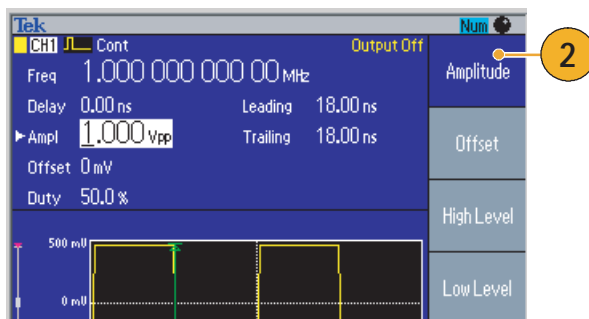 Tek Num
CH1 Cont Output Off
Freq 1.000 000 000 00 MHz
Delay 0.00 ns Leading 18.00 ns
Ampl 1.000 Vpp Trailing 18.00 ns
Offset 0 mV
Duty 50.0 %
500 mV
0 mV
Amplitude
Offset
High Level
Low Level
2